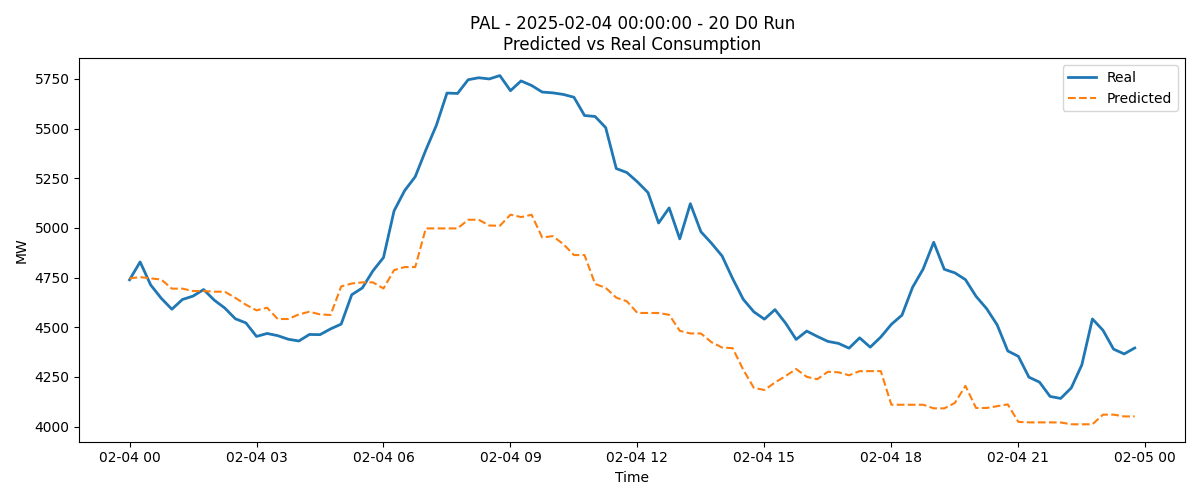 PAL - 2025-02-04 00:00:00 - 20 D0 Run
Predicted vs Real Consumption
Real
Predicted
MW
5750
5500
5250
5000
4750
4500
4250
4000
02-04 00
02-04 03
02-04 06
02-04 09
02-04 12
02-04 15
02-04 18
02-04 21
02-05 00
Time